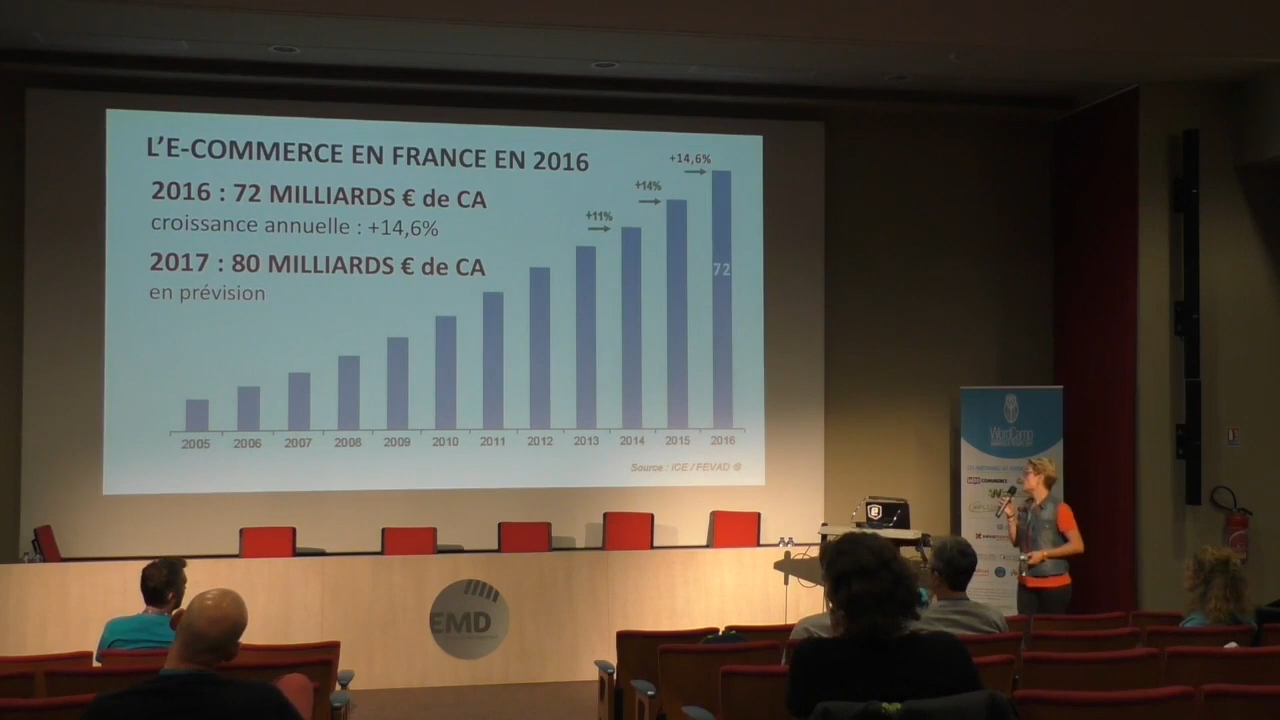 L'E-COMMERCE EN FRANCE EN 2016
2016 : 72 MILLIARDS € de CA
croissance annuelle : +14,6%
2017 : 80 MILLIARDS € de CA
en prévision
+11%
+14%
+14,6%
72
2005 2006 2007 2008 2009 2010 2011 2012 2013 2014 2015 2016
Source : ICE / FEVAD @
WordCamp
COMMERCE
EMD